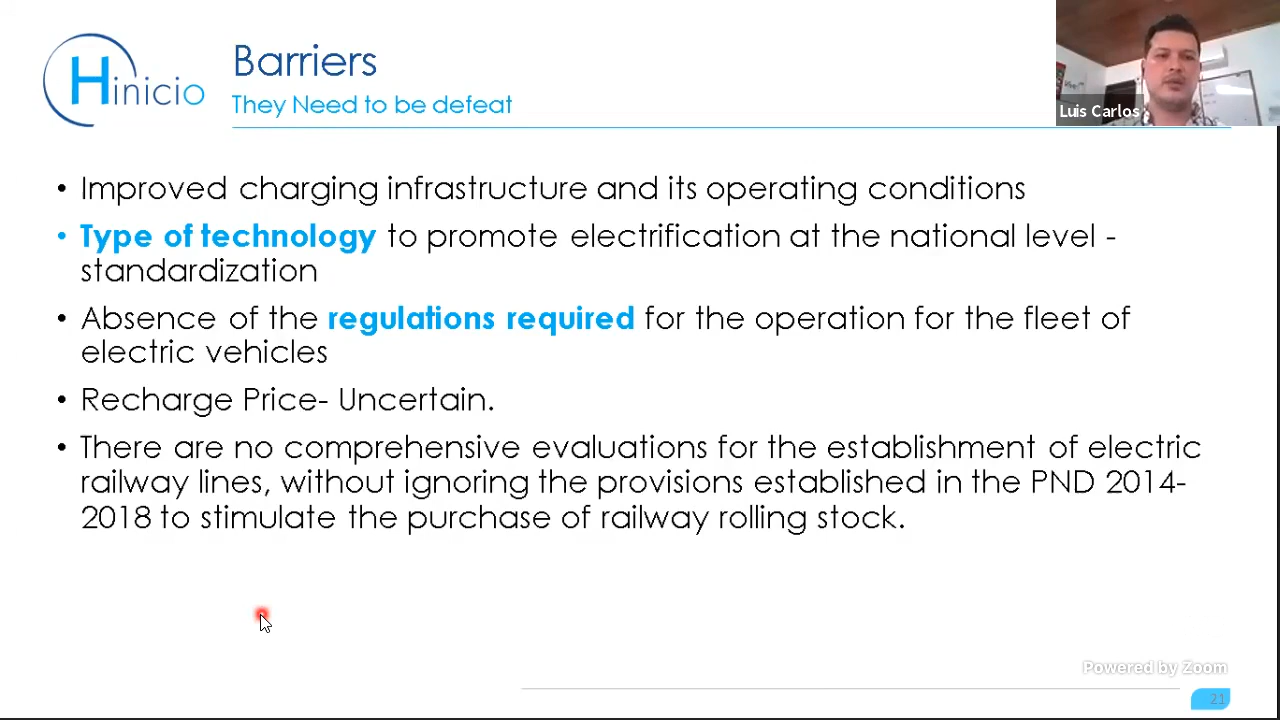 Hinicio
Barriers
They Need to be defeat
Luis Carlos
• Improved charging infrastructure and its operating conditions
• Type of technology to promote electrification at the national level -
standardization
• Absence of the regulations required for the operation for the fleet of
electric vehicles
• Recharge Price- Uncertain.
• There are no comprehensive evaluations for the establishment of electric
railway lines, without ignoring the provisions established in the PND 2014-
2018 to stimulate the purchase of railway rolling stock.
Powered by Zoom
21